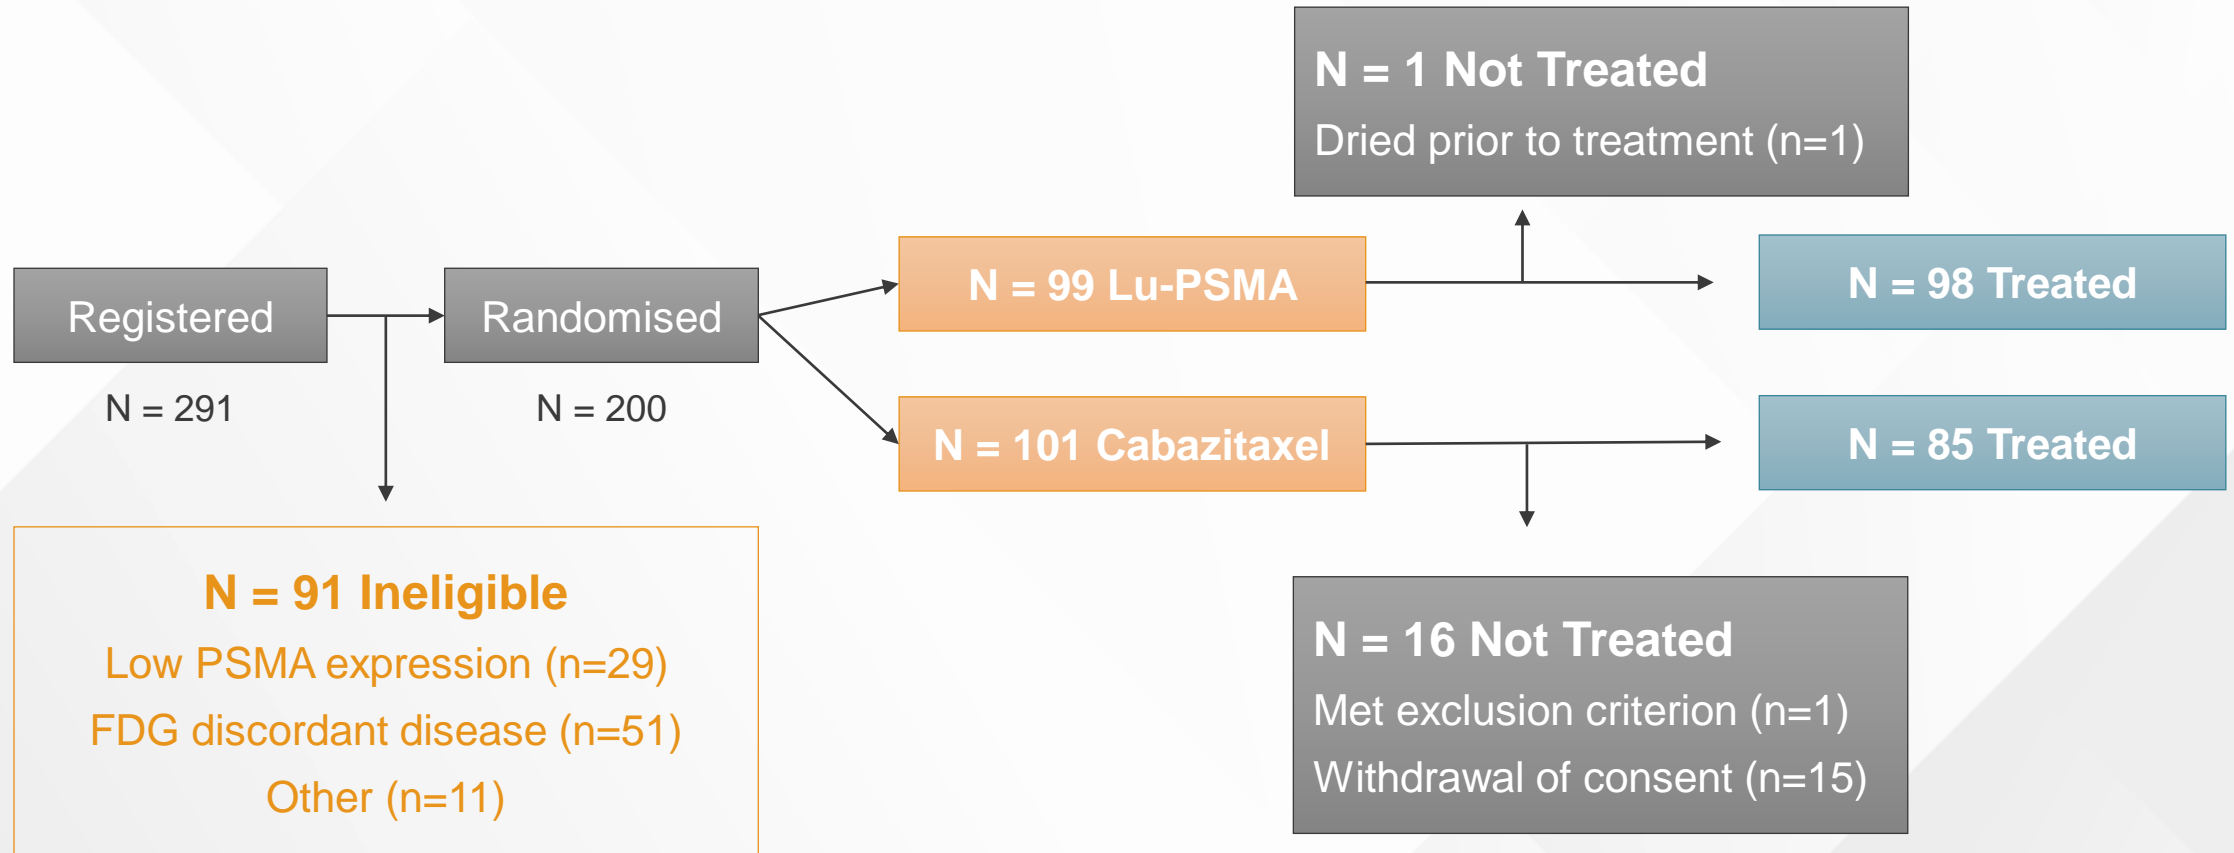 N = 1 Not Treated
Dried prior to treatment (n=1)
Registered
N = 291
Randomised
N = 200
N = 99 Lu-PSMA
N = 98 Treated
N = 101 Cabazitaxel
N = 85 Treated
N = 91 Ineligible
Low PSMA expression (n=29)
FDG discordant disease (n=51)
Other (n=11)
N = 16 Not Treated
Met exclusion criterion (n=1)
Withdrawal of consent (n=15)